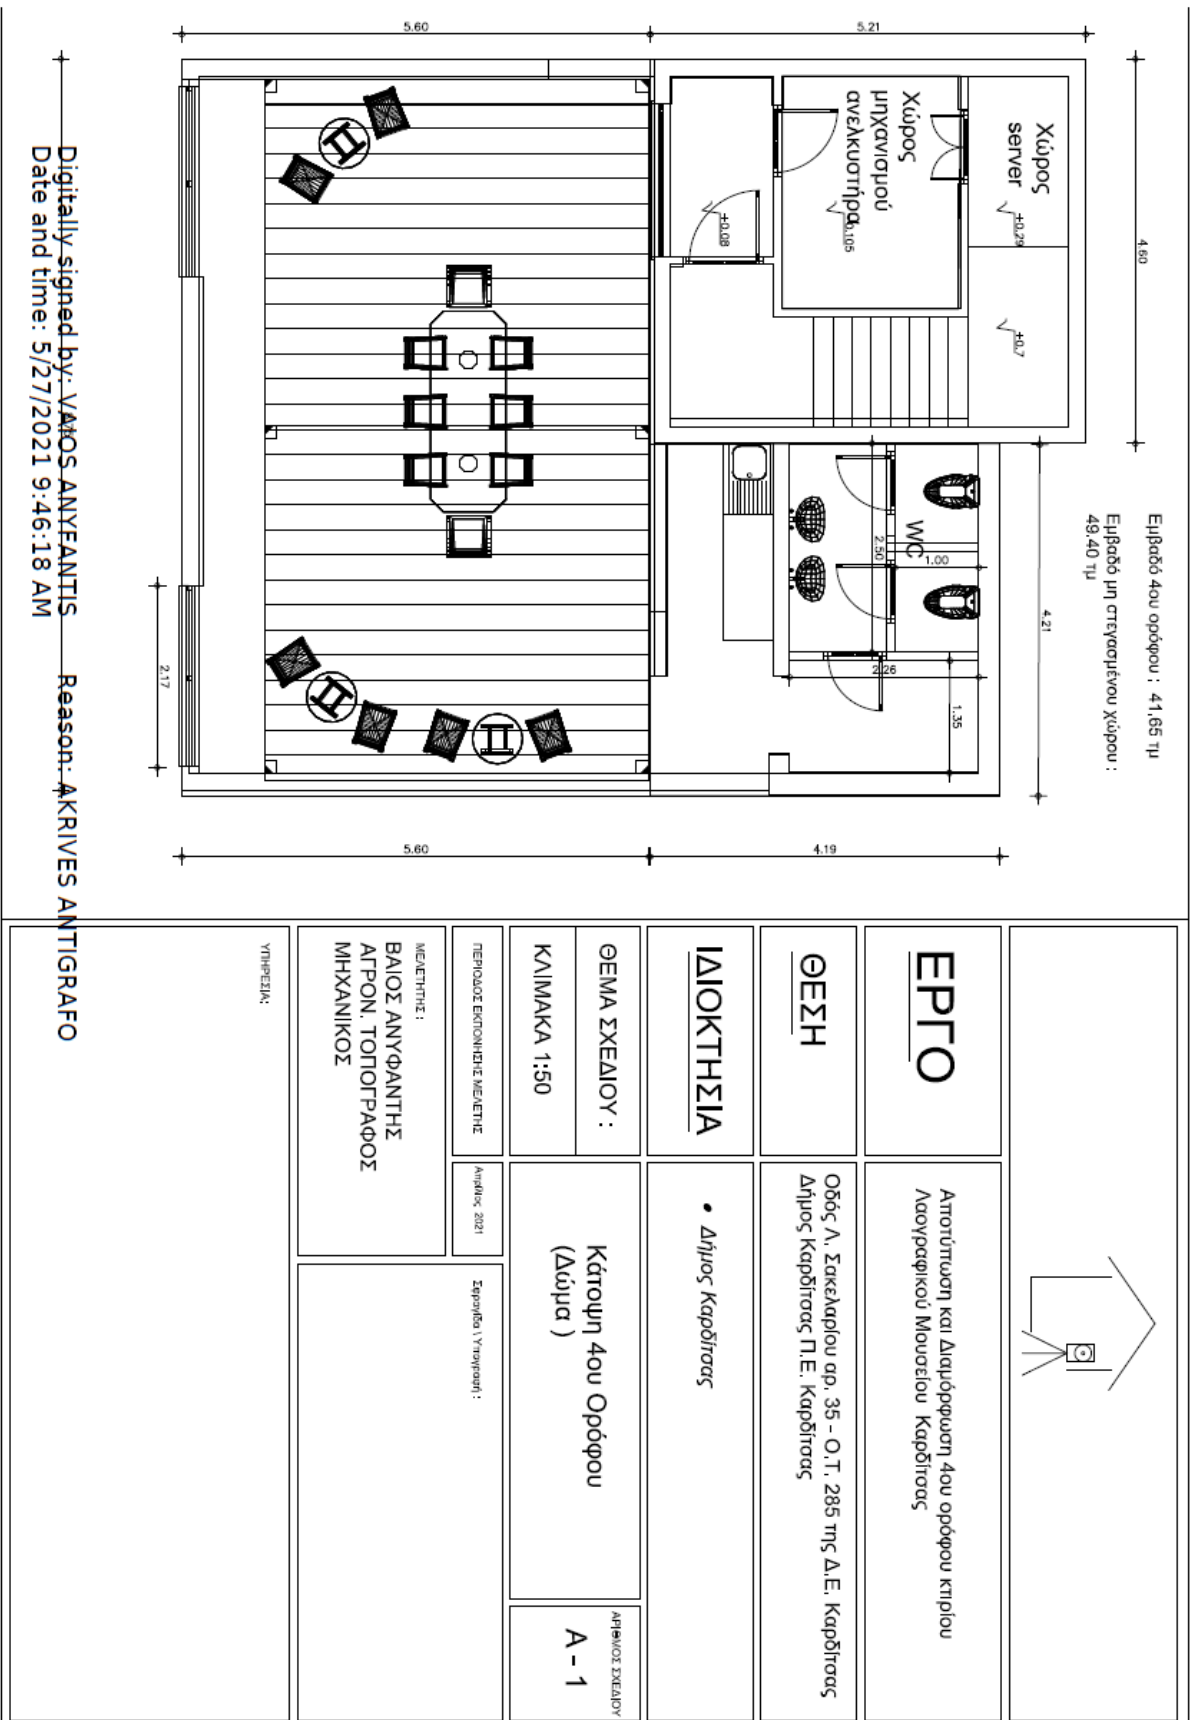 5.60
5.21
4.60
Χώρος
server
Χώρος
μηχανισμού
ανελκυστήρα
+0.29
+0.105
+0.08
+0.7
WC
2.50
1.00
2.26
1.35
4.21
2.17
5.60
4.19
Εμβαδό 4ου ορόφου : 41,65 τμ
Εμβαδό μη στεγασμένου χώρου :
49.40 τμ
ΕΡΓΟ
Αποτύπωση και Διαμόρφωση 4ου ορόφου κτιρίου
Λαογραφικού Μουσείου Καρδίτσας
ΘΕΣΗ
Οδός Λ. Σακελαρίου αρ. 35 - Ο.Τ. 285 της Δ.Ε. Καρδίτσας
Δήμος Καρδίτσας Π.Ε. Καρδίτσας
ΙΔΙΟΚΤΗΣΙΑ
• Δήμος Καρδίτσας
ΘΕΜΑ ΣΧΕΔΙΟΥ :
ΚΛΙΜΑΚΑ 1:50
Κάτοψη 4ου Ορόφου
(Δώμα )
ΑΡΙΘΜΟΣ ΣΧΕΔΙΟΥ
Α - 1
ΠΕΡΙΟΔΟΣ ΕΚΠΟΝΗΣΗΣ ΜΕΛΕΤΗΣ
Απρίλιος 2021
ΜΕΛΕΤΗΤΗΣ :
ΒΑΙΟΣ ΑΝΥΦΑΝΤΗΣ
ΑΓΡΟΝ. ΤΟΠΟΓΡΑΦΟΣ
ΜΗΧΑΝΙΚΟΣ
Σφραγίδα \ Υπογραφή :
ΥΠΗΡΕΣΙΑ:
Digitally signed by: VAIOS ANYFANTIS Reason: AKRIVES ANTIGRAFO
Date and time: 5/27/2021 9:46:18 AM